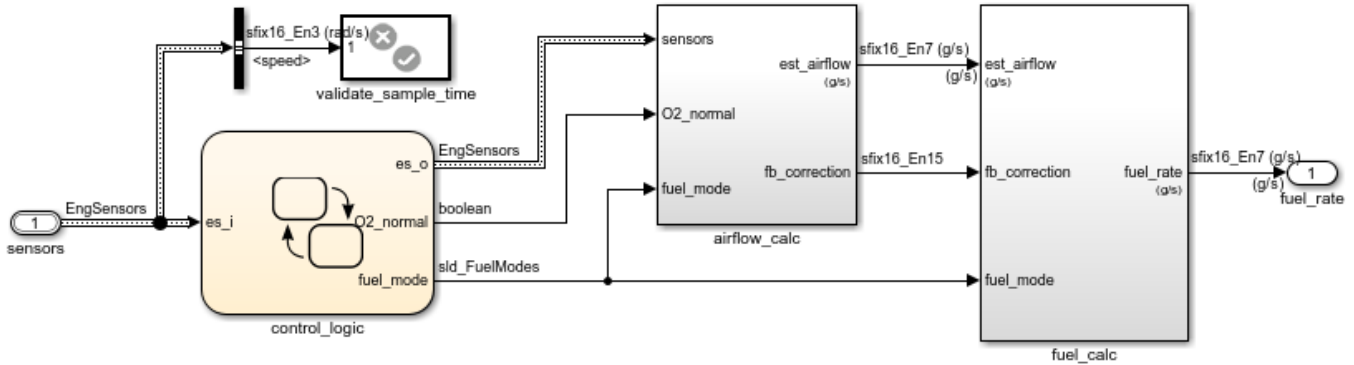 sfix16_En3 (rad/s)
<speed>
1
validate_sample_time
sensors
est_airflow
(g/s)
O2_normal
fb_correction
fuel_mode
airflow_calc
sfix16_En7 (g/s)
(g/s)
sfix16_En15
est_airflow
(g/s)
fb_correction
fuel_rate
(g/s)
fuel_mode
fuel_calc
sfix16_En7 (g/s)
(g/s)
1
fuel_rate
EngSensors
1
sensors
es_i
es_o
O2_normal
fuel_mode
control_logic
EngSensors
boolean
sld_FuelModes